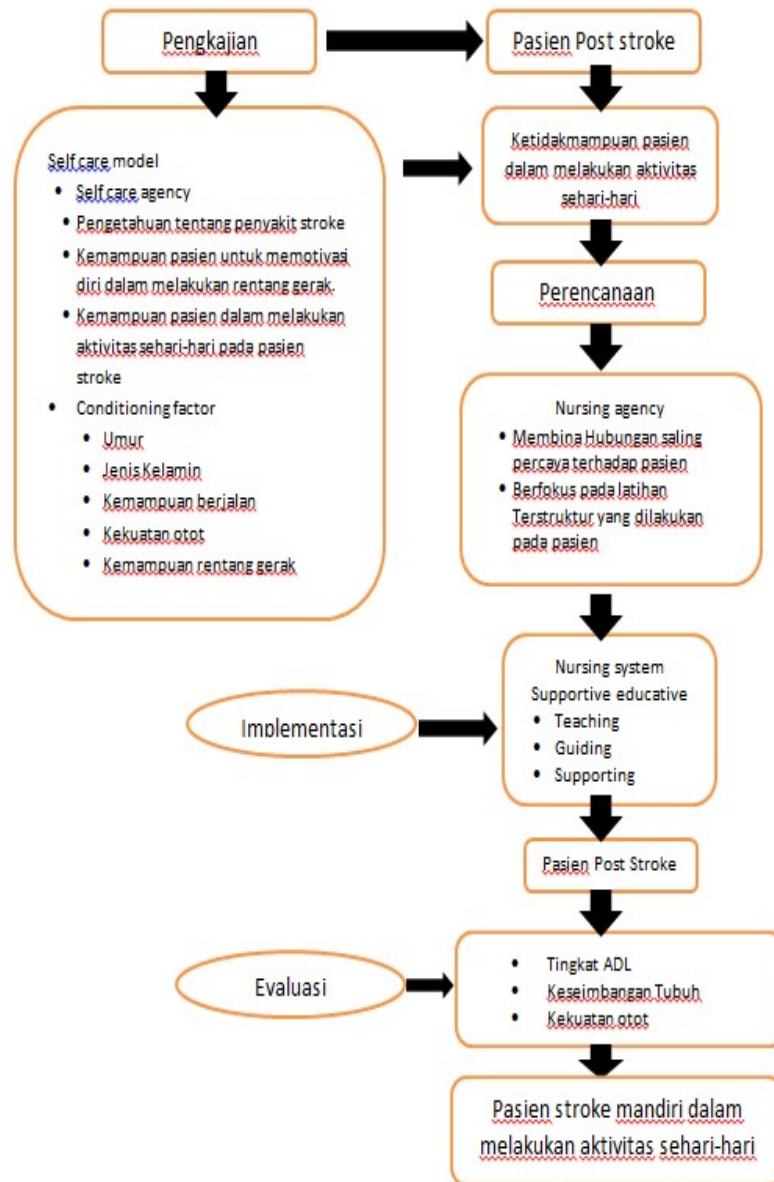 Pengkajian
Pasien Post stroke
Self care model
• Self care agency
• Pengetahuan tentang penyakit stroke
• Kemampuan pasien untuk memotivasi
diri dalam melakukan rentang gerak.
• Kemampuan pasien dalam melakukan
aktivitas sehari-hari pada pasien
stroke
• Conditioning factor
• Umur
• Jenis Kelamin
• Kemampuan berjalan
• Kekuatan otot
• Kemampuan rentang gerak
Ketidakmampuan pasien
dalam melakukan aktivitas
sehari-hari
Perencanaan
Nursing agency
• Membina Hubungan saling
percaya terhadap pasien
• Berfokus pada latihan
Terstruktur yang dilakukan
pada pasien
Implementasi
Nursing system
Supportive educative
• Teaching
• Guiding
• Supporting
Pasien Post Stroke
Evaluasi
• Tingkat ADL
• Keseimbangan Tubuh
• Kekuatan otot
Pasien stroke mandiri dalam
melakukan aktivitas sehari-hari